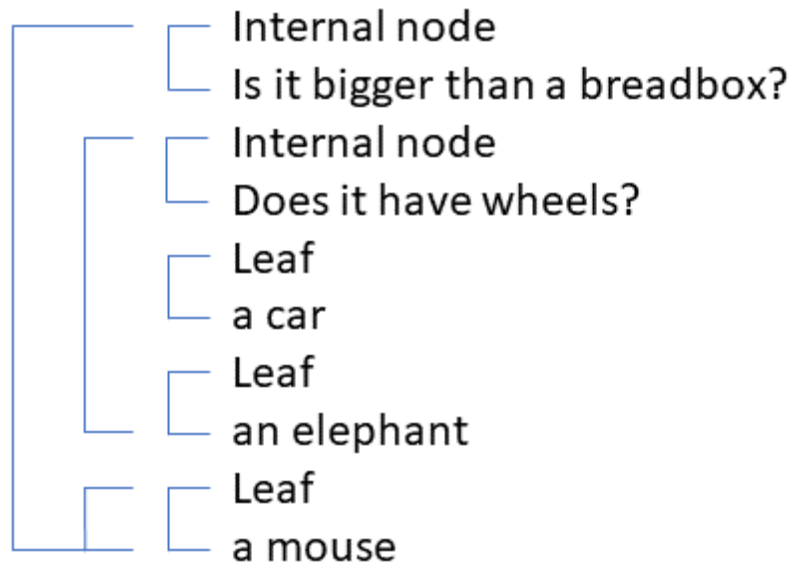 Internal node
Is it bigger than a breadbox?
Internal node
Does it have wheels?
Leaf
a car
Leaf
an elephant
Leaf
a mouse